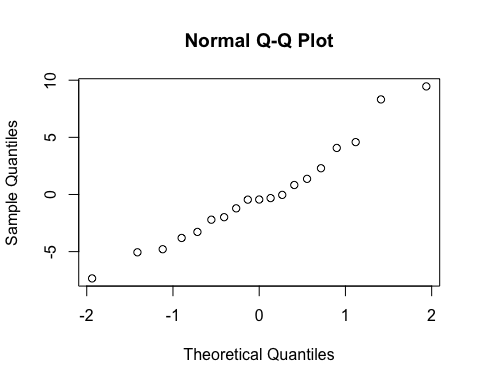 Normal Q-Q Plot
10
5
0
-5
Sample Quantiles
-2 -1 0 1 2
Theoretical Quantiles